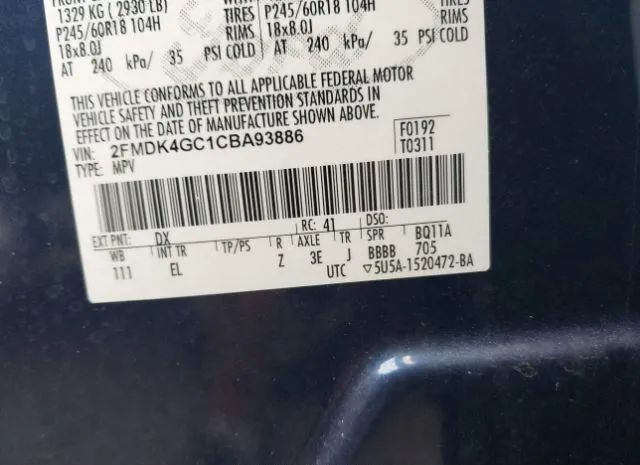 1329 KG ( 2930 LB) WITH WITH
P245/60R18 104H TIRES P245/60R18 104H TIRES
18x8.0J RIMS 18x8.0J RIMS
AT 240 kPa/ 35 PSI COLD AT 240 kPa/ 35 PSI COLD
THIS VEHICLE CONFORMS TO ALL APPLICABLE FEDERAL MOTOR
VEHICLE SAFETY AND THEFT PREVENTION STANDARDS IN
EFFECT ON THE DATE OF MANUFACTURE SHOWN ABOVE.
VIN: 2FMDK4GC1CBA93886 F0192
TYPE: MPV T0311
EXT PNT: DX RC: 41 DSO:
WB INT TR TP/PS R AXLE TR SPR BQ11A
111 EL Z 3E J BBBB 705
UTC ▽5U5A-1520472-BA